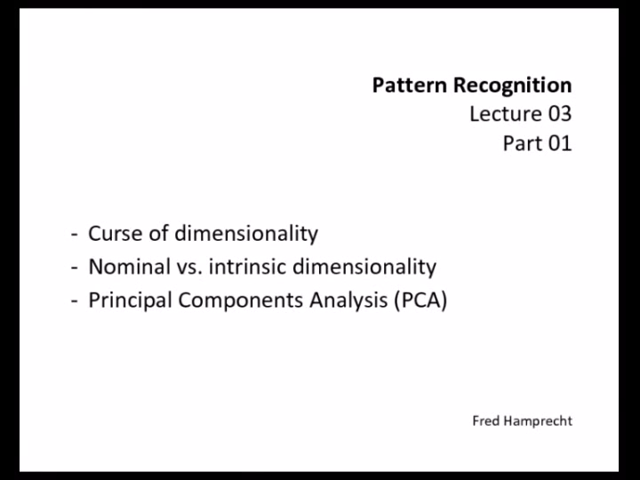 Pattern Recognition
Lecture 03
Part 01
- Curse of dimensionality
- Nominal vs. intrinsic dimensionality
- Principal Components Analysis (PCA)
Fred Hamprecht